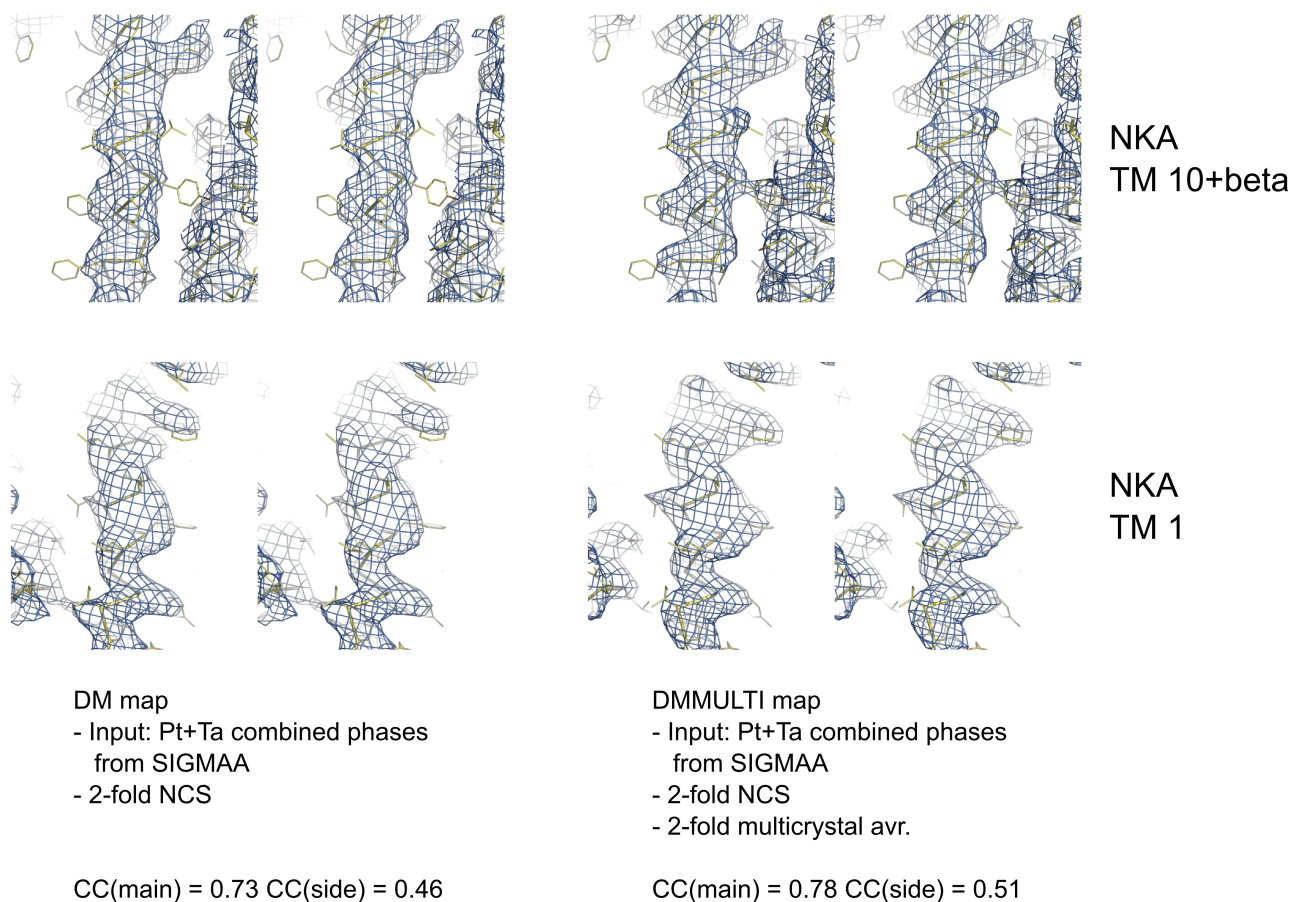 NKA
TM 10+beta
NKA
TM 1
DM map
- Input: Pt+Ta combined phases
from SIGMAA
- 2-fold NCS
CC(main) = 0.73 CC(side) = 0.46
DMMULTI map
- Input: Pt+Ta combined phases
from SIGMAA
- 2-fold NCS
- 2-fold multicrystal avr.
CC(main) = 0.78 CC(side) = 0.51